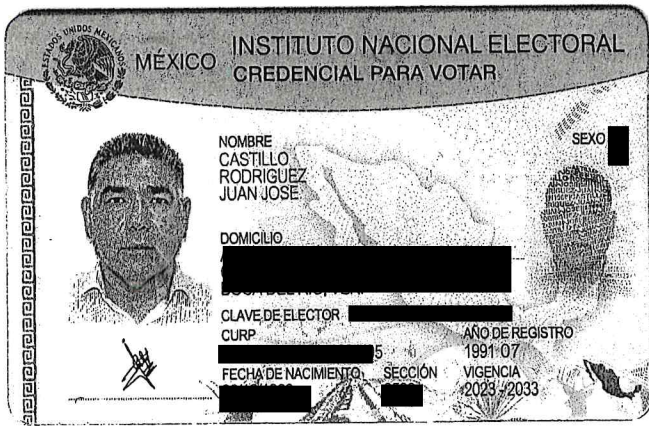 ESTADOS UNIDOS MEXICANOS
MÉXICO INSTITUTO NACIONAL ELECTORAL
CREDENCIAL PARA VOTAR
NOMBRE SEXO
CASTILLO
RODRIGUEZ
JUAN JOSE
DOMICILIO
CLAVE DE ELECTOR
CURP AÑO DE REGISTRO
5 1991 07
FECHA DE NACIMIENTO SECCIÓN VIGENCIA
2023 - 2033